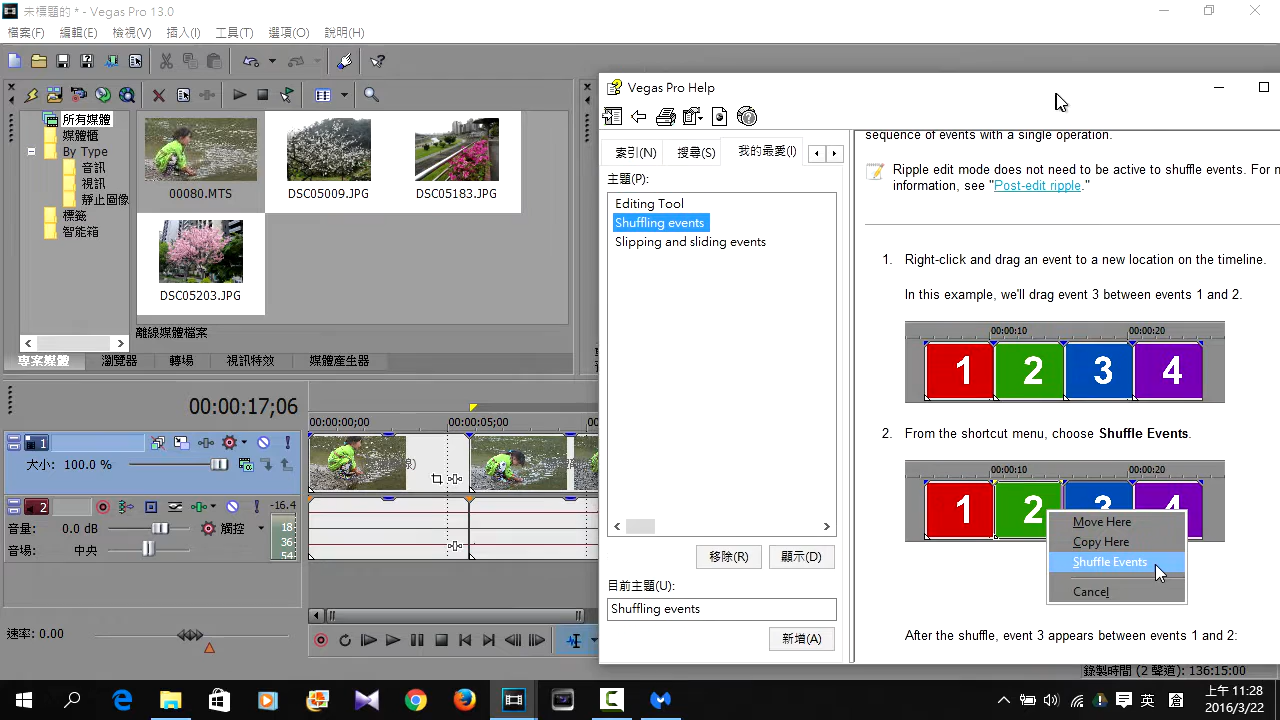 未標題的 * - Vegas Pro 13.0
檔案(F) 編輯(E) 檢視(V) 插入(I) 工具(T) 選項(O) 說明(H)
所有媒體
媒體櫃
By Type
音訊
視訊
靜止圖像
標籤
智能箱
00080.MTS
DSC05009.JPG
DSC05183.JPG
DSC05203.JPG
離線媒體檔案
專案媒體 瀏覽器 轉場 視訊特效 媒體產生器
00:00:17;06
00:00:00;00 00:00:05;00
1
大小: 100.0 %
2
-16.4
音量: 0.0 dB
觸控
音場: 中央
18
36
54
速率: 0.00
Vegas Pro Help
索引(N) 搜尋(S) 我的最愛(I)
主題(P):
Editing Tool
Shuffling events
Slipping and sliding events
移除(R) 顯示(D)
目前主題(U):
Shuffling events
新增(A)
sequence of events with a single operation.
Ripple edit mode does not need to be active to shuffle events. For
information, see "Post-edit ripple."
1. Right-click and drag an event to a new location on the timeline.
In this example, we'll drag event 3 between events 1 and 2.
00:00:10 00:00:20
1 2 3 4
2. From the shortcut menu, choose Shuffle Events.
00:00:10 00:00:20
1 2 3 4
Move Here
Copy Here
Shuffle Events
Cancel
After the shuffle, event 3 appears between events 1 and 2:
錄製時間 (2 聲道): 136:15:00
英
上午 11:28
2016/3/22